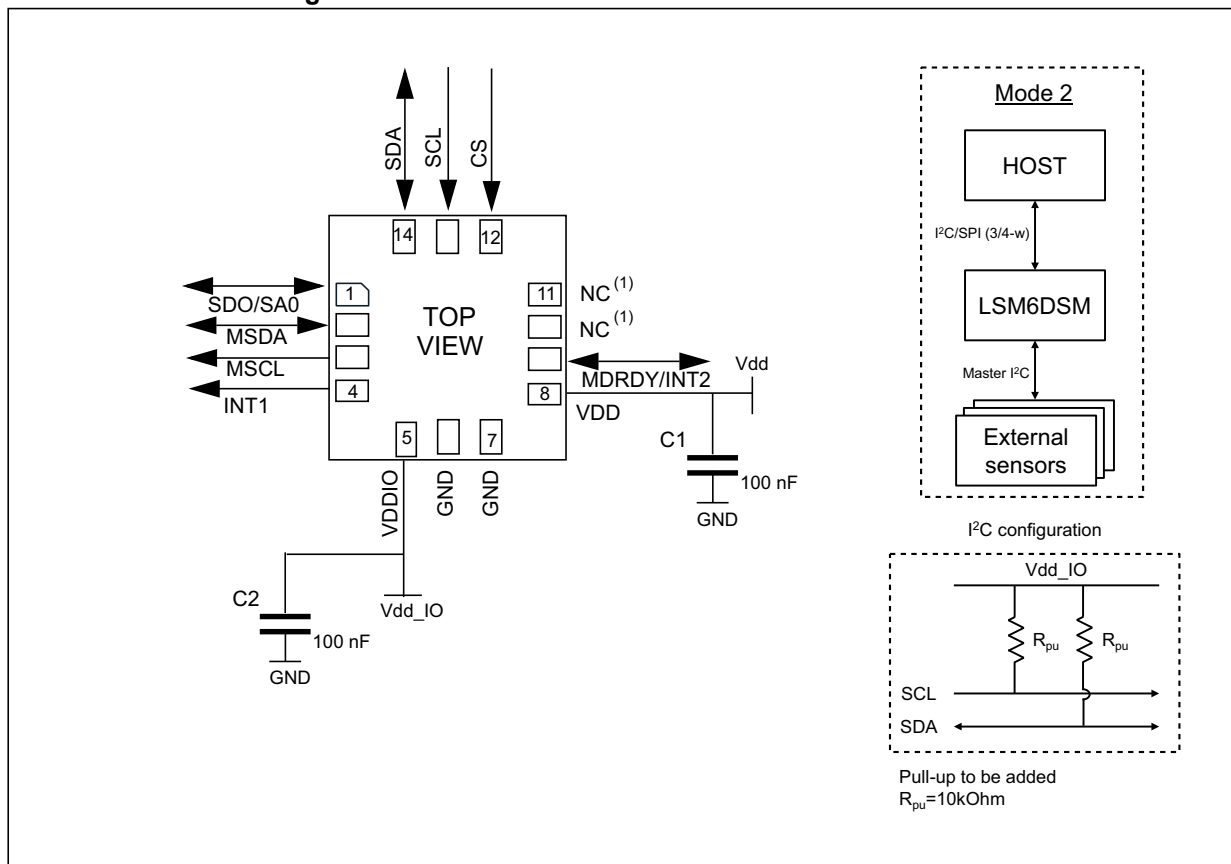 SDA
SCL
CS
14
12
1
11
NC (1)
NC (1)
SDO/SA0
MSDA
MSCL
INT1
4
TOP
VIEW
MDRDY/INT2
Vdd
8
VDD
5
7
VDDIO
GND
GND
C1
100 nF
GND
C2
100 nF
GND
Vdd_IO
Mode 2
HOST
I²C/SPI (3/4-w)
LSM6DSM
Master I²C
External
sensors
I²C configuration
Vdd_IO
Rpu
Rpu
SCL
SDA
Pull-up to be added
Rpu=10kOhm